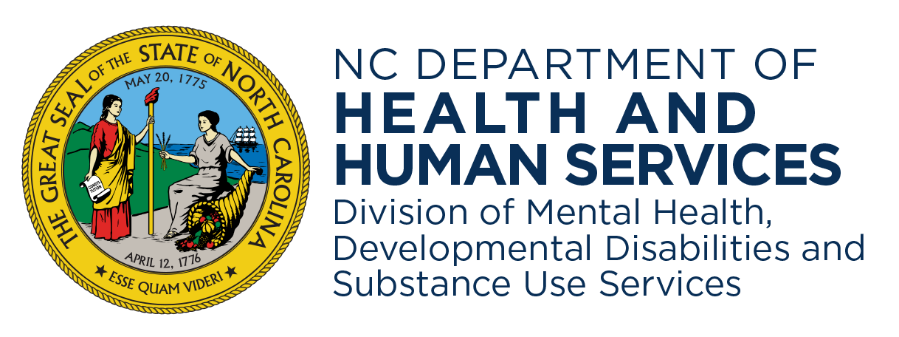 THE GREAT SEAL OF THE STATE OF NORTH CAROLINA
MAY 20, 1775
APRIL 12, 1776
★ ESSE QUAM VIDERI ★
NC DEPARTMENT OF
HEALTH AND
HUMAN SERVICES
Division of Mental Health,
Developmental Disabilities and
Substance Use Services